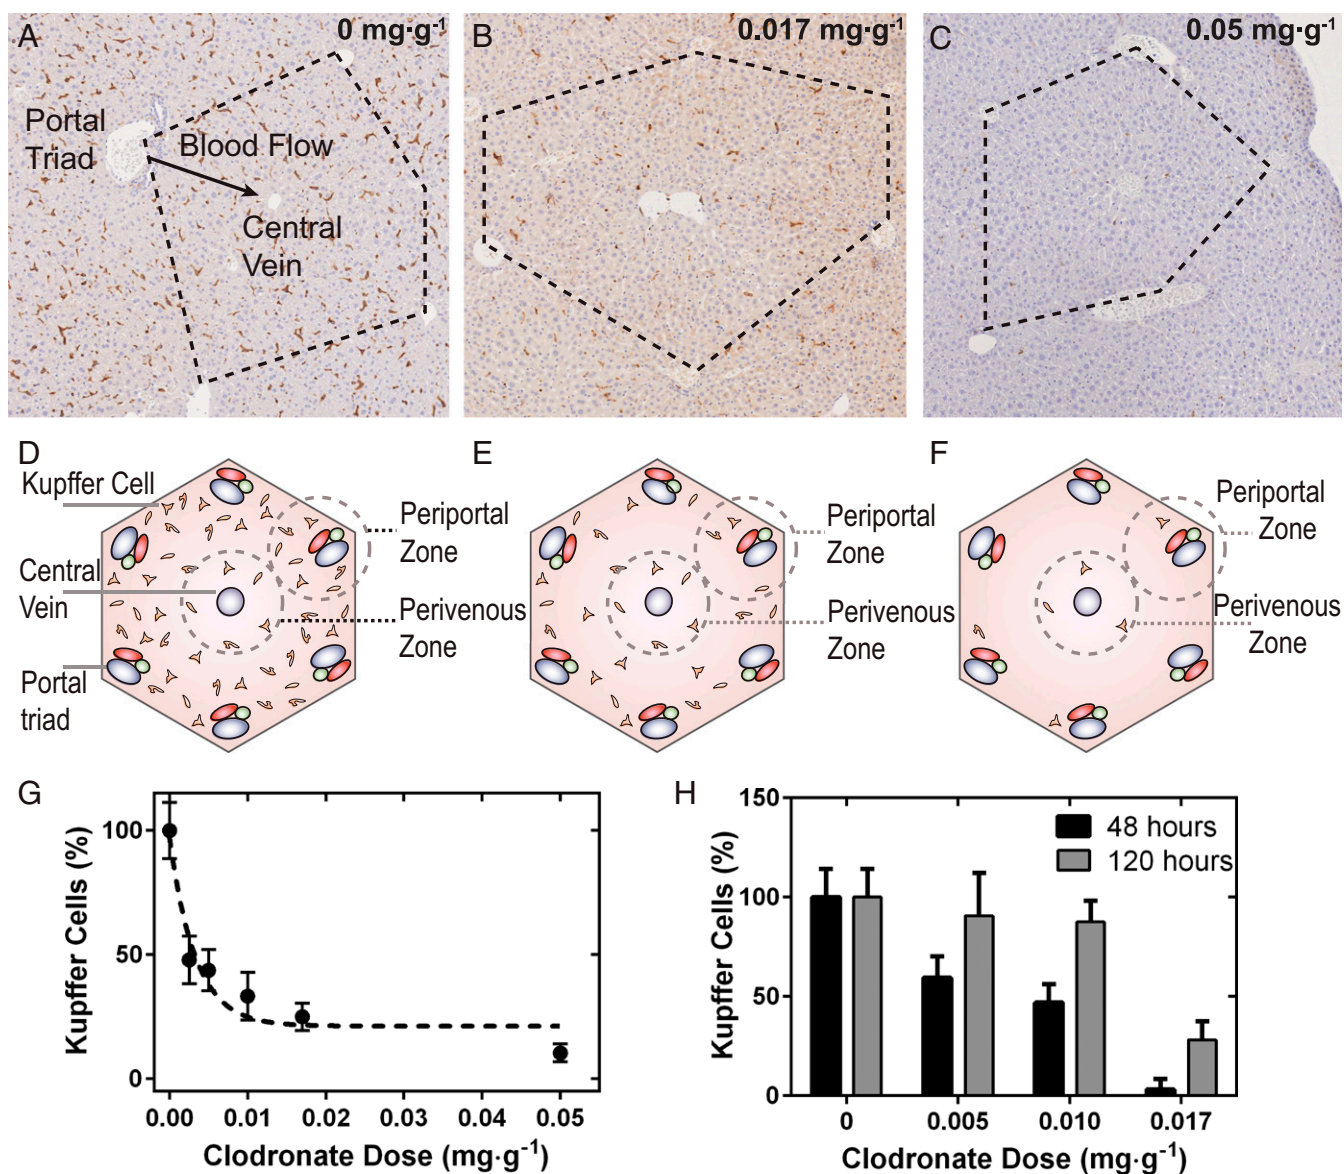 A
0 mg·g⁻¹
Portal
Triad
Blood Flow
Central
Vein
B
0.017 mg·g⁻¹
C
0.05 mg·g⁻¹
D
Kupffer Cell
Central
Vein
Portal
triad
Periportal
Zone
Perivenous
Zone
E
Periportal
Zone
Perivenous
Zone
F
Periportal
Zone
Perivenous
Zone
G
Kupffer Cells (%)
100
50
0
0.00 0.01 0.02 0.03 0.04 0.05
Clodronate Dose (mg·g⁻¹)
H
Kupffer Cells (%)
150
100
50
0
48 hours
120 hours
0 0.005 0.010 0.017
Clodronate Dose (mg·g⁻¹)